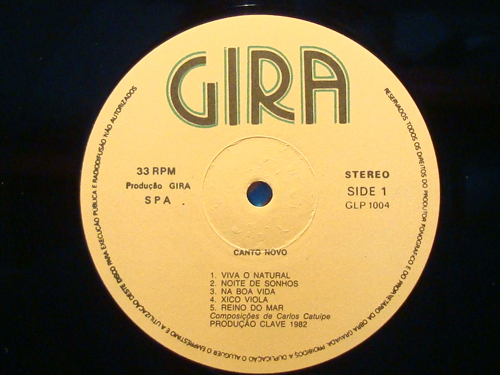 GIRA
33 RPM
Produção GIRA
SPA .
STEREO
SIDE 1
GLP 1004
CANTO NOVO
1. VIVA O NATURAL
2. NOITE DE SONHOS
3. NA BOA VIDA
4. XICO VIOLA
5. REINO DO MAR
Composições de Carlos Catuípe
PRODUÇÃO CLAVE 1982
RESERVADOS TODOS OS DIREITOS DO PRODUTOR FONOGRÁFICO E DO PROPRIETÁRIO DA OBRA GRAVADA. PROIBIDOS A DUPLICAÇÃO O ALUGUER O EMPRÉSTIMO E A UTILIZAÇÃO DESTE DISCO PARA EXECUÇÃO PUBLICA E RADIODIFUSÃO NÃO AUTORIZADOS